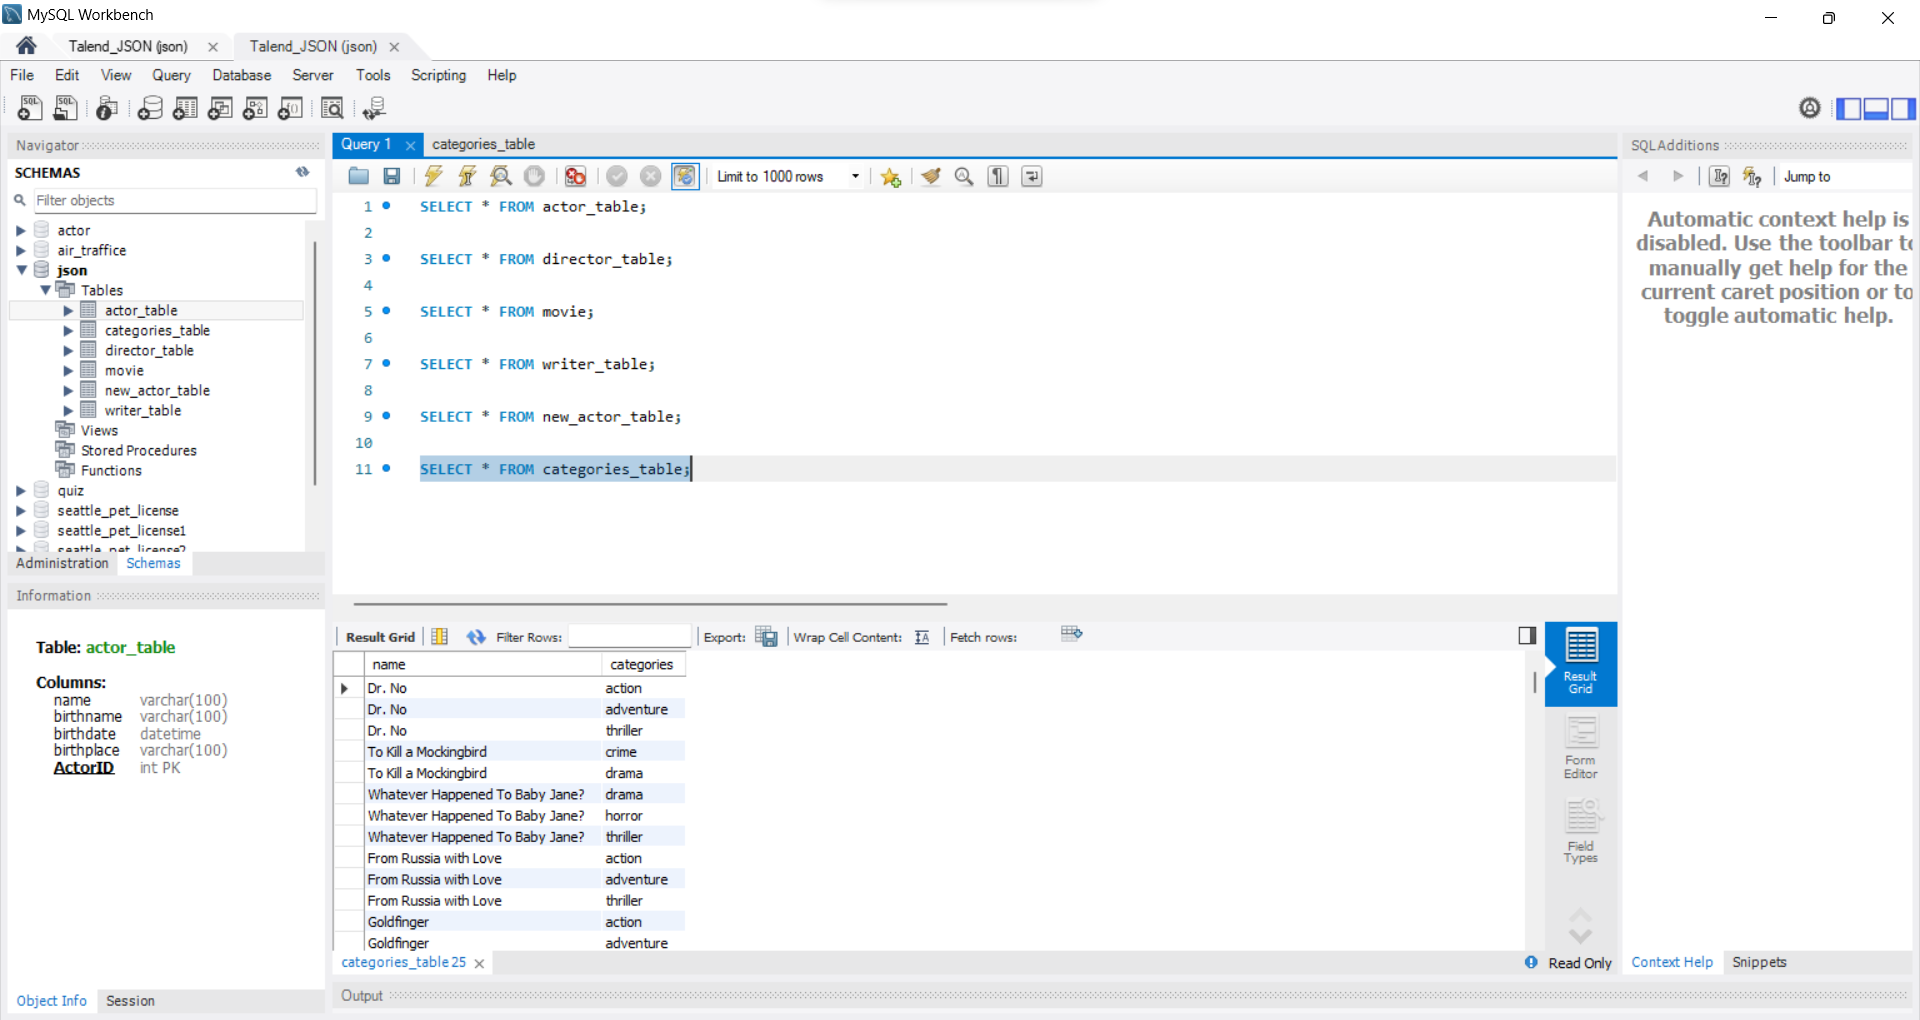 MySQL Workbench
Talend_JSON (json)
Talend_JSON (json)
File Edit View Query Database Server Tools Scripting Help
Navigator
SCHEMAS
Filter objects
actor
air_traffice
json
Tables
actor_table
categories_table
director_table
movie
new_actor_table
writer_table
Views
Stored Procedures
Functions
quiz
seattle_pet_license
seattle_pet_license1
seattle_pet_license2
Administration Schemas
Information
Table: actor_table
Columns:
name varchar(100)
birthname varchar(100)
birthdate datetime
birthplace varchar(100)
ActorID int PK
Object Info Session
Query 1 categories_table
Limit to 1000 rows
1 SELECT * FROM actor_table;
2
3 SELECT * FROM director_table;
4
5 SELECT * FROM movie;
6
7 SELECT * FROM writer_table;
8
9 SELECT * FROM new_actor_table;
10
11 SELECT * FROM categories_table;
Result Grid Filter Rows: Export: Wrap Cell Content: Fetch rows:
name categories
Dr. No action
Dr. No adventure
Dr. No thriller
To Kill a Mockingbird crime
To Kill a Mockingbird drama
Whatever Happened To Baby Jane? drama
Whatever Happened To Baby Jane? horror
Whatever Happened To Baby Jane? thriller
From Russia with Love action
From Russia with Love adventure
From Russia with Love thriller
Goldfinger action
Goldfinger adventure
categories_table 25
Read Only
Result
Grid
Form
Editor
Field
Types
Output
SQLAdditions
Jump to
Automatic context help is
disabled. Use the toolbar to
manually get help for the
current caret position or to
toggle automatic help.
Context Help Snippets